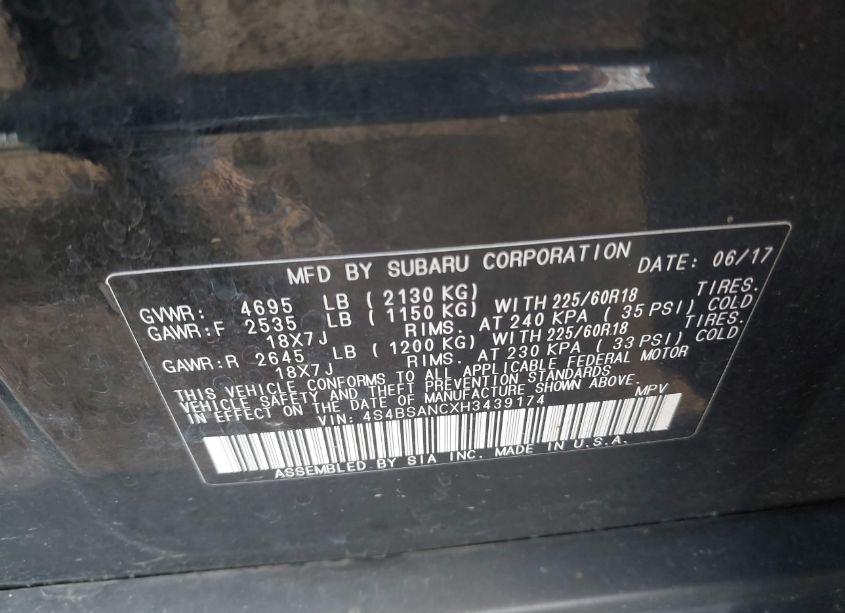 MFD BY SUBARU CORPORATION DATE: 06/17
GVWR: 4695 LB ( 2130 KG)
GAWR:F 2535 LB ( 1150 KG) WITH 225/60R18 TIRES.
18X7J RIMS. AT 240 KPA ( 35 PSI) COLD
GAWR:R 2645 LB ( 1200 KG) WITH 225/60R18 TIRES.
18X7J RIMS. AT 230 KPA ( 33 PSI) COLD.
THIS VEHICLE CONFORMS TO ALL APPLICABLE FEDERAL MOTOR
VEHICLE SAFETY AND THEFT PREVENTION STANDARDS
IN EFFECT ON THE DATE OF MANUFACTURE SHOWN ABOVE.
VIN: 4S4BSANCXH3439174 MPV
ASSEMBLED BY SIA INC. MADE IN U.S.A.